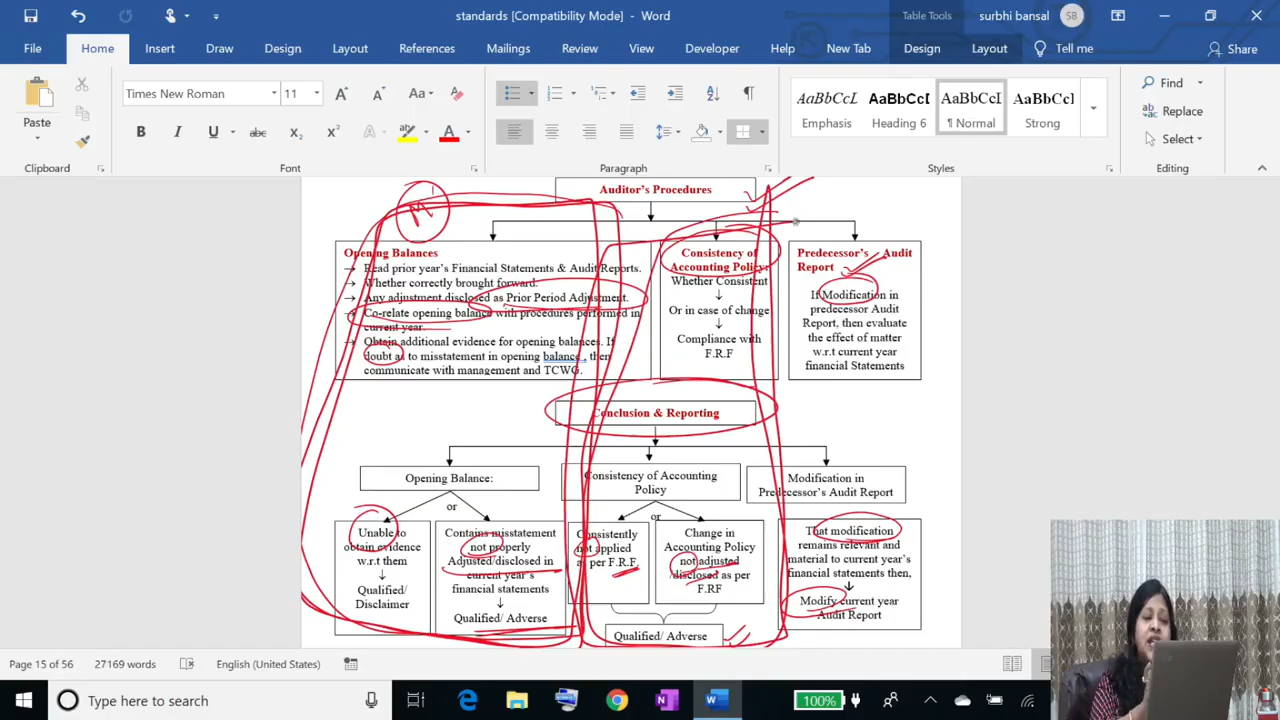 standards [Compatibility Mode] - Word
Table Tools
surbhi bansal
SB
File
Home
Insert
Draw
Design
Layout
References
Mailings
Review
View
Developer
Help
New Tab
Design
Layout
Tell me
Share
Paste
Clipboard
Times New Roman
11
Font
Paragraph
AaBbCcL
Emphasis
AaBbCc
Heading 6
AaBbCcI
¶ Normal
AaBbCcl
Strong
Styles
Find
Replace
Select
Editing
Auditor's Procedures
M
Opening Balances
Read prior year's Financial Statements & Audit Reports.
Whether correctly brought forward.
Any adjustment disclosed as Prior Period Adjustment.
Co-relate opening balance with procedures performed in
current year.
Obtain additional evidence for opening balances. If
doubt as to misstatement in opening balance , then
communicate with management and TCWG.
Consistency of
Accounting Policy:
Whether Consistent
Or in case of change
Compliance with
F.R.F
Predecessor's Audit
Report
If Modification in
predecessor Audit
Report, then evaluate
the effect of matter
w.r.t current year
financial Statements
Conclusion & Reporting
Opening Balance:
or
Unable to
obtain evidence
w.r.t them
Qualified/
Disclaimer
Contains misstatement
not properly
Adjusted/disclosed in
current year's
financial statements
Qualified/ Adverse
Consistency of Accounting
Policy
or
Consistently
not applied
as per F.R.F.
Change in
Accounting Policy
not adjusted
/disclosed as per
F.RF
Qualified/ Adverse
Modification in
Predecessor's Audit Report
That modification
remains relevant and
material to current year's
financial statements then,
Modify current year
Audit Report
Page 15 of 56
27169 words
English (United States)
Type here to search
100%